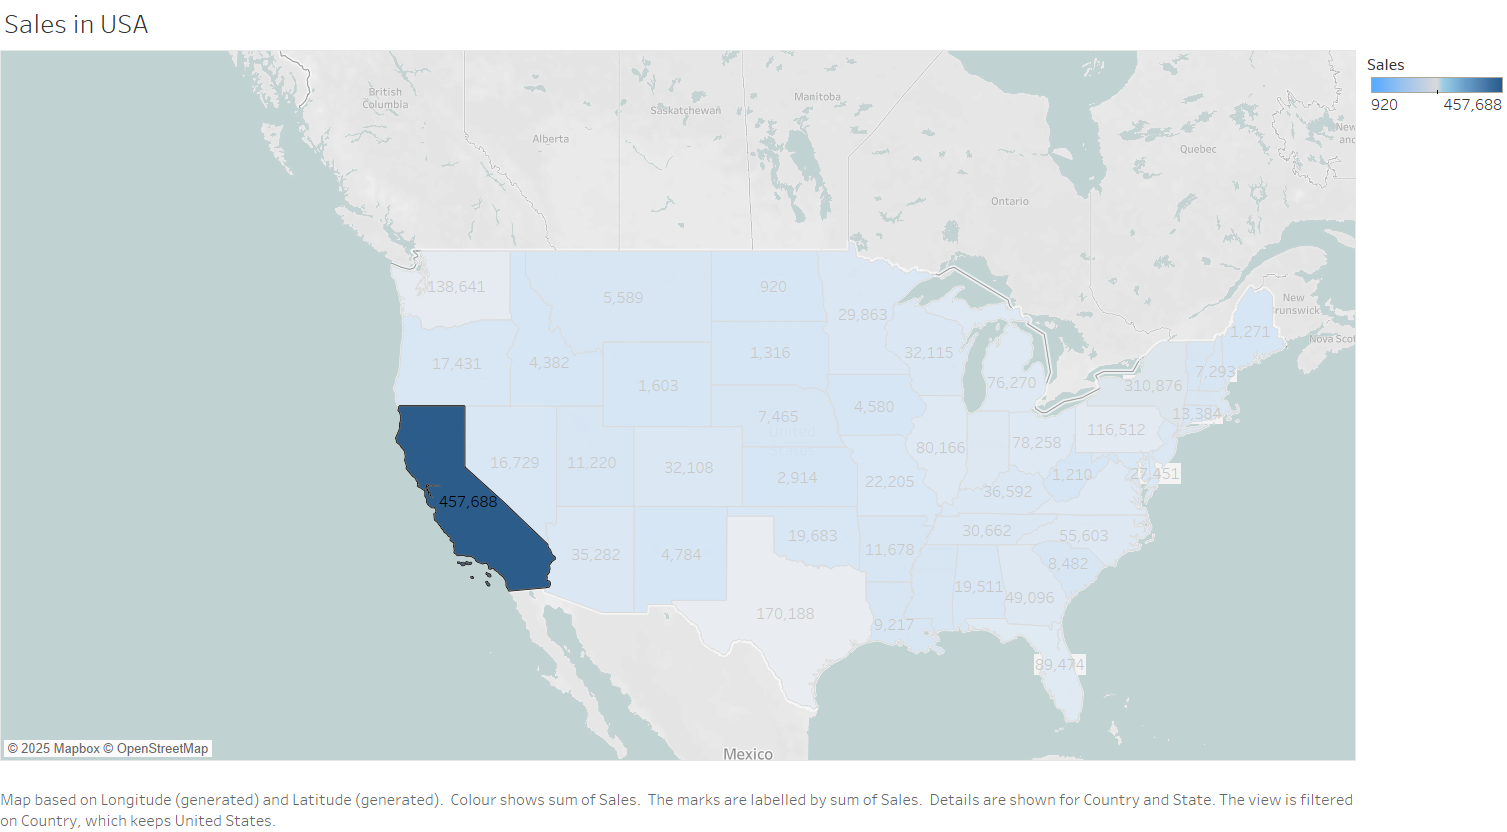 Sales in USA
Sales
920
457,688
British
Columbia
Alberta
Saskatchewan
Manitoba
Ontario
Quebec
New
and
New
runswick
Nova Scot
138,641
5,589
920
29,863
1,271
17,431
4,382
1,316
32,115
7,293
1,603
76,270
310,876
7,465
4,580
13,384
United
States
116,512
16,729
11,220
32,108
80,166
78,258
2,914
22,205
1,210
27,451
457,688
36,592
19,683
30,662
55,603
35,282
4,784
11,678
8,482
19,511
49,096
170,188
9,217
89,474
Mexico
© 2025 Mapbox © OpenStreetMap
Map based on Longitude (generated) and Latitude (generated).  Colour shows sum of Sales.  The marks are labelled by sum of Sales.  Details are shown for Country and State. The view is filtered
on Country, which keeps United States.